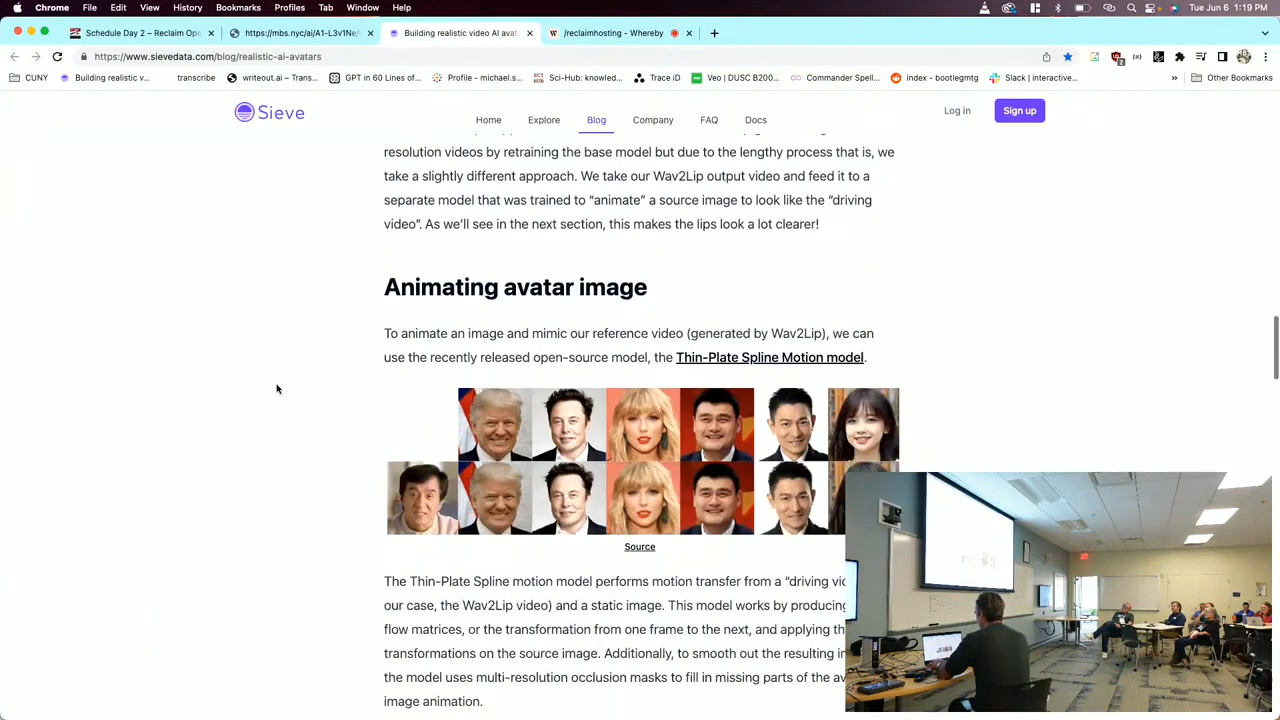 Chrome File Edit View History Bookmarks Profiles Tab Window Help Tue Jun 6 1:19 PM
Schedule Day 2 – Reclaim Ope
https://mbs.nyc/ai/A1-L3v1Ne/
Building realistic video AI avat
/reclaimhosting - Whereby
https://www.sievedata.com/blog/realistic-ai-avatars
CUNY
Building realistic v...
transcribe
writeout.ai – Trans...
GPT in 60 Lines of...
Profile - michael.s...
Sci-Hub: knowled...
Trace iD
Veo | DUSC B200...
Commander Spell...
index - bootlegmtg
Slack | interactive...
»
Other Bookmarks
Sieve
Home Explore Blog Company FAQ Docs
Log in
Sign up
resolution videos by retraining the base model but due to the lengthy process that is, we
take a slightly different approach. We take our Wav2Lip output video and feed it to a
separate model that was trained to “animate” a source image to look like the “driving
video”. As we’ll see in the next section, this makes the lips look a lot clearer!
Animating avatar image
To animate an image and mimic our reference video (generated by Wav2Lip), we can
use the recently released open-source model, the Thin-Plate Spline Motion model.
Source
The Thin-Plate Spline motion model performs motion transfer from a “driving
our case, the Wav2Lip video) and a static image. This model works by producing
flow matrices, or the transformation from one frame to the next, and applying
transformations on the source image. Additionally, to smooth out the resulting
the model uses multi-resolution occlusion masks to fill in missing parts of the
image animation.